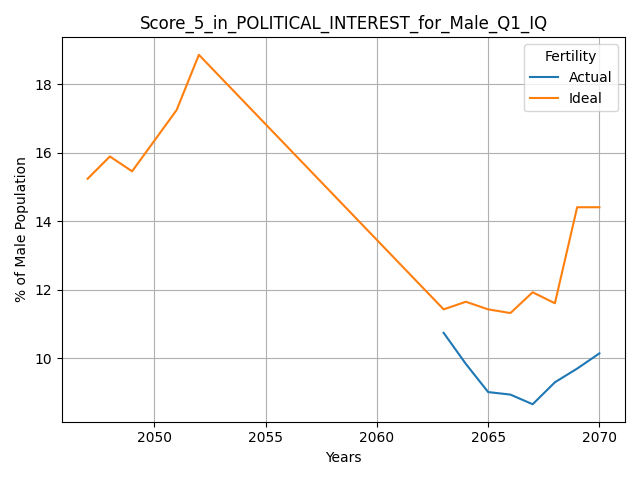 Score_5_in_POLITICAL_INTEREST_for_Male_Q1_IQ
Fertility
Actual
Ideal
% of Male Population
18
16
14
12
10
2050
2055
2060
2065
2070
Years